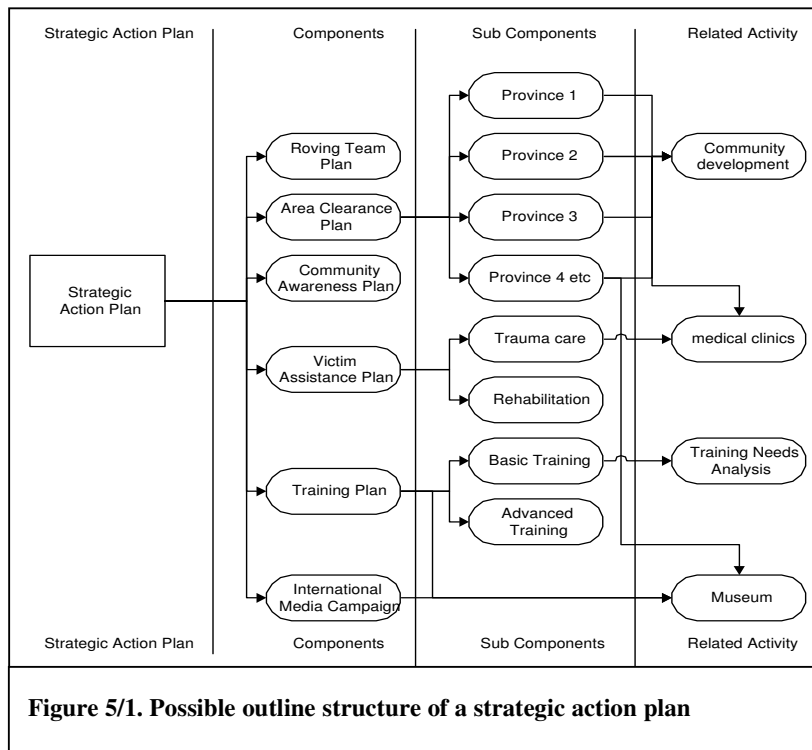 Strategic Action Plan
Components
Sub Components
Related Activity
Strategic
Action Plan
Roving Team
Plan
Area Clearance
Plan
Community
Awareness Plan
Victim
Assistance Plan
Training Plan
International
Media Campaign
Province 1
Province 2
Province 3
Province 4 etc
Trauma care
Rehabilitation
Basic Training
Advanced
Training
Community
development
medical clinics
Training Needs
Analysis
Museum
Strategic Action Plan
Components
Sub Components
Related Activity
Figure 5/1. Possible outline structure of a strategic action plan